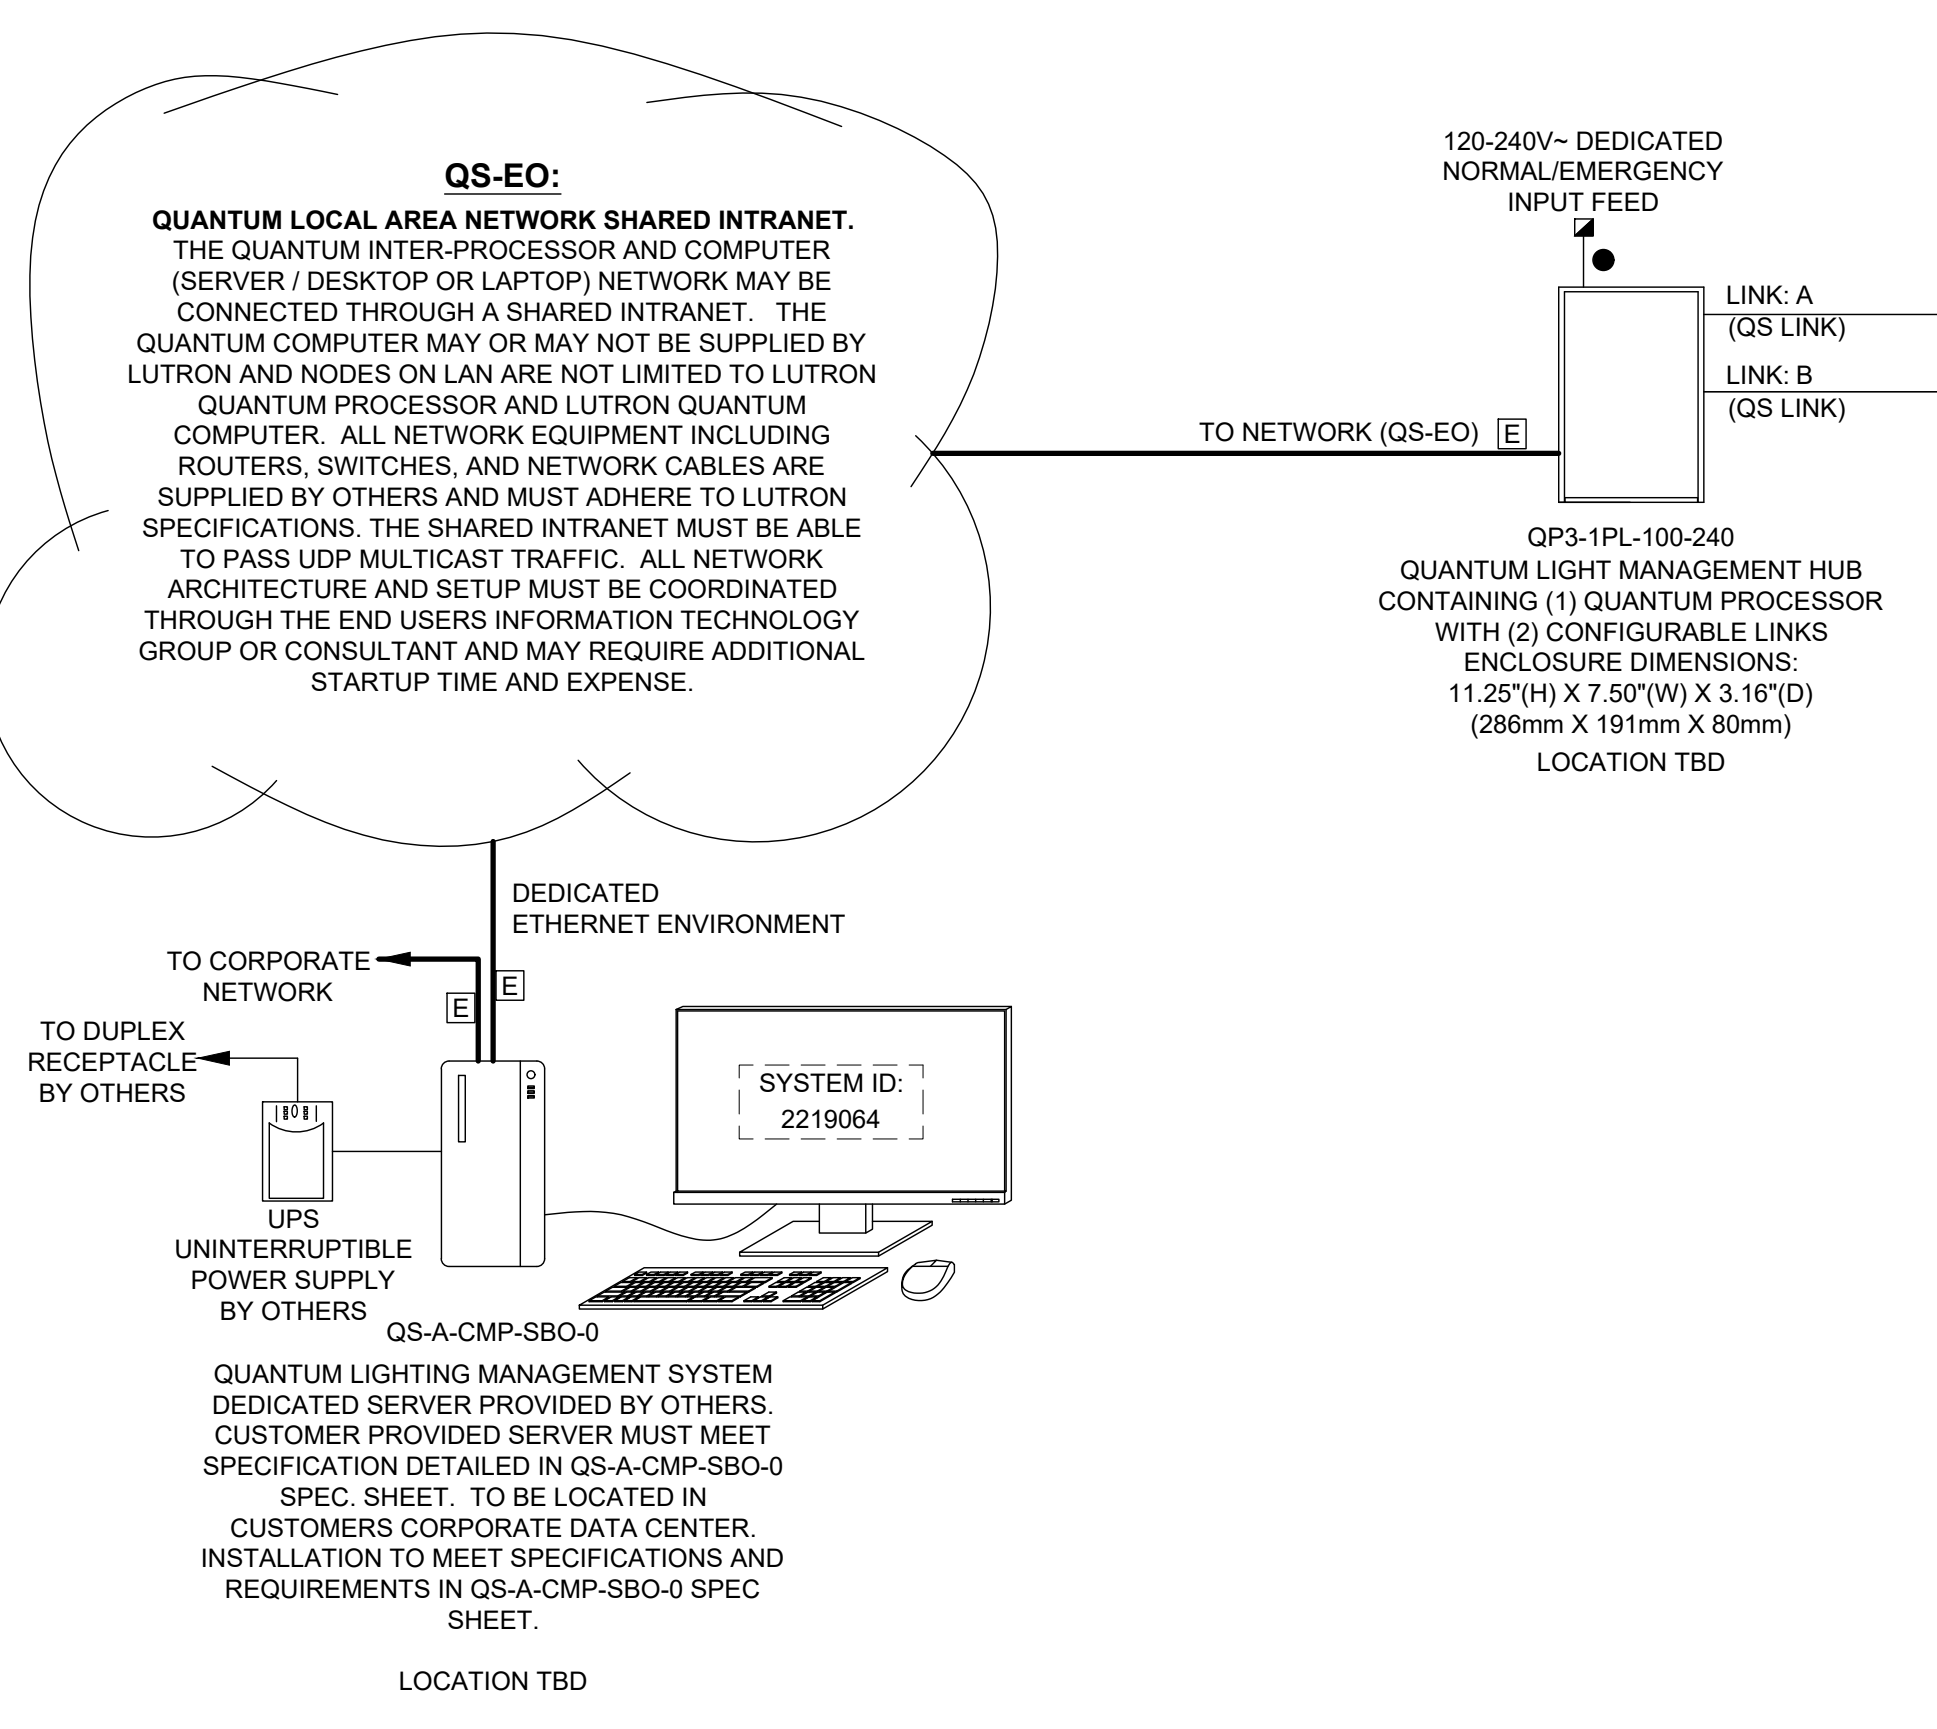 QS-EO:
QUANTUM LOCAL AREA NETWORK SHARED INTRANET.
THE QUANTUM INTER-PROCESSOR AND COMPUTER
(SERVER / DESKTOP OR LAPTOP) NETWORK MAY BE
CONNECTED THROUGH A SHARED INTRANET.   THE
QUANTUM COMPUTER MAY OR MAY NOT BE SUPPLIED BY
LUTRON AND NODES ON LAN ARE NOT LIMITED TO LUTRON
QUANTUM PROCESSOR AND LUTRON QUANTUM
COMPUTER.  ALL NETWORK EQUIPMENT INCLUDING
ROUTERS, SWITCHES, AND NETWORK CABLES ARE
SUPPLIED BY OTHERS AND MUST ADHERE TO LUTRON
SPECIFICATIONS. THE SHARED INTRANET MUST BE ABLE
TO PASS UDP MULTICAST TRAFFIC.  ALL NETWORK
ARCHITECTURE AND SETUP MUST BE COORDINATED
THROUGH THE END USERS INFORMATION TECHNOLOGY
GROUP OR CONSULTANT AND MAY REQUIRE ADDITIONAL
STARTUP TIME AND EXPENSE.
120-240V~ DEDICATED
NORMAL/EMERGENCY
INPUT FEED
LINK: A
(QS LINK)
LINK: B
(QS LINK)
TO NETWORK (QS-EO)
E
QP3-1PL-100-240
QUANTUM LIGHT MANAGEMENT HUB
CONTAINING (1) QUANTUM PROCESSOR
WITH (2) CONFIGURABLE LINKS
ENCLOSURE DIMENSIONS:
11.25"(H) X 7.50"(W) X 3.16"(D)
(286mm X 191mm X 80mm)
LOCATION TBD
DEDICATED
ETHERNET ENVIRONMENT
TO CORPORATE
NETWORK
E
E
TO DUPLEX
RECEPTACLE
BY OTHERS
SYSTEM ID:
2219064
UPS
UNINTERRUPTIBLE
POWER SUPPLY
BY OTHERS
QS-A-CMP-SBO-0
QUANTUM LIGHTING MANAGEMENT SYSTEM
DEDICATED SERVER PROVIDED BY OTHERS.
CUSTOMER PROVIDED SERVER MUST MEET
SPECIFICATION DETAILED IN QS-A-CMP-SBO-0
SPEC. SHEET.  TO BE LOCATED IN
CUSTOMERS CORPORATE DATA CENTER.
INSTALLATION TO MEET SPECIFICATIONS AND
REQUIREMENTS IN QS-A-CMP-SBO-0 SPEC
SHEET.
LOCATION TBD